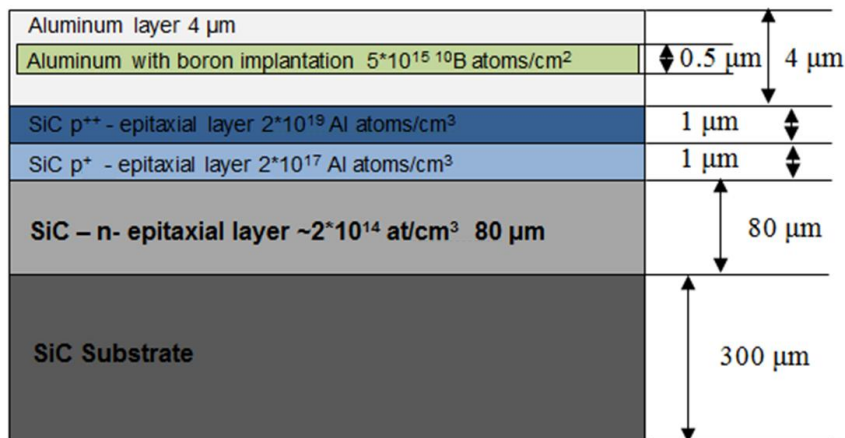 Aluminum layer 4 µm
Aluminum with boron implantation 5*10¹⁵ ¹⁰B atoms/cm²
0.5 µm
4 µm
SiC p⁺⁺ - epitaxial layer 2*10¹⁹ Al atoms/cm³
1 µm
SiC p⁺ - epitaxial layer 2*10¹⁷ Al atoms/cm³
1 µm
SiC – n- epitaxial layer ~2*10¹⁴ at/cm³ 80 µm
80 µm
SiC Substrate
300 µm